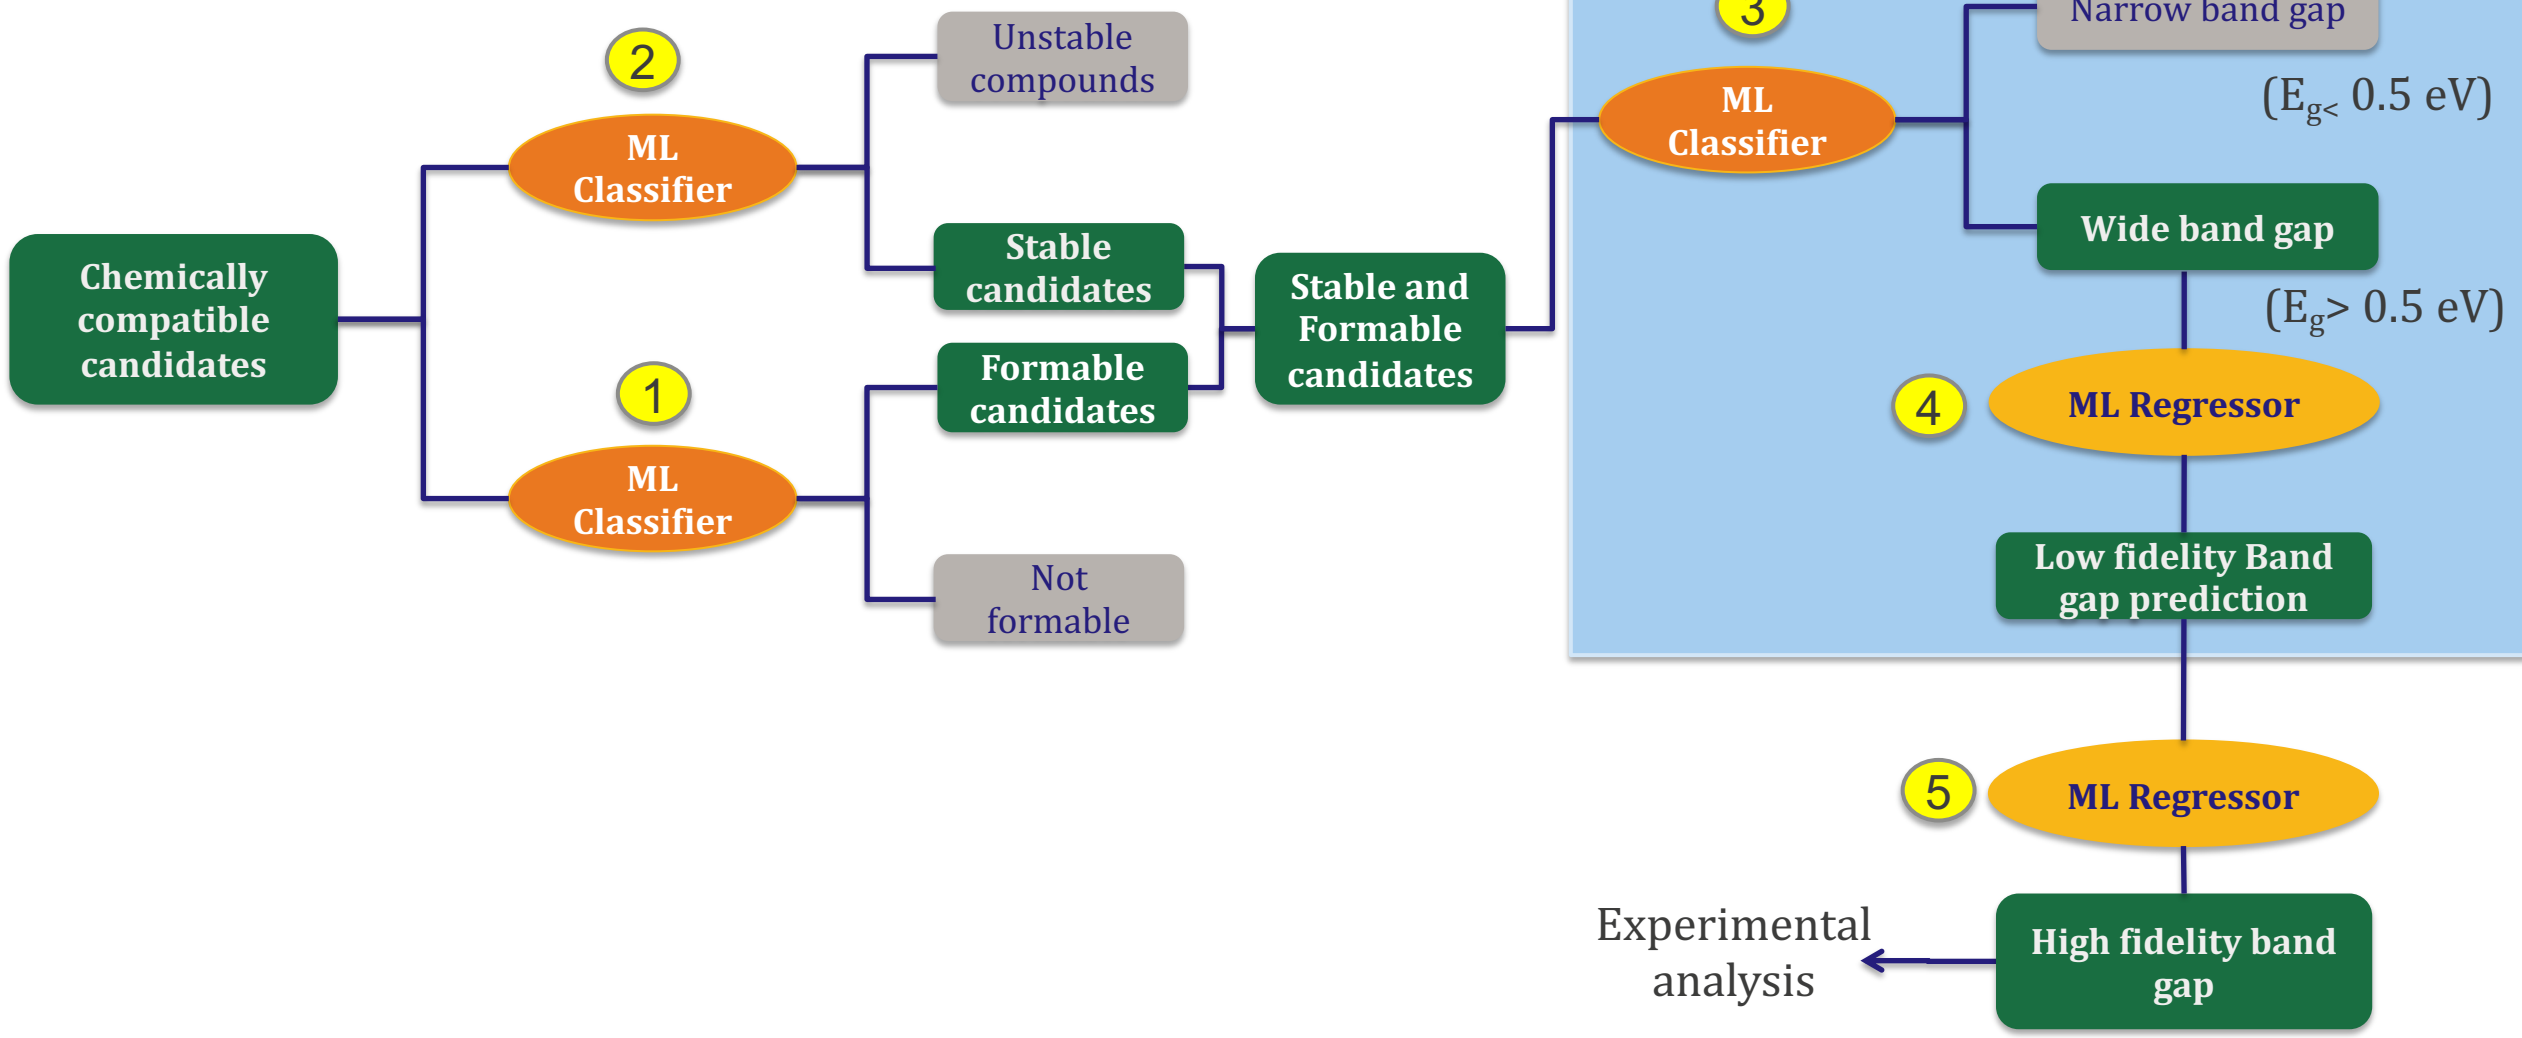 2
ML
Classifier
Unstable
compounds
Stable
candidates
Chemically
compatible
candidates
1
ML
Classifier
Formable
candidates
Not
formable
Stable and
Formable
candidates
3
ML
Classifier
Narrow band gap
(Eg< 0.5 eV)
Wide band gap
(Eg> 0.5 eV)
4
ML Regressor
Low fidelity Band
gap prediction
5
ML Regressor
High fidelity band
gap
Experimental
analysis